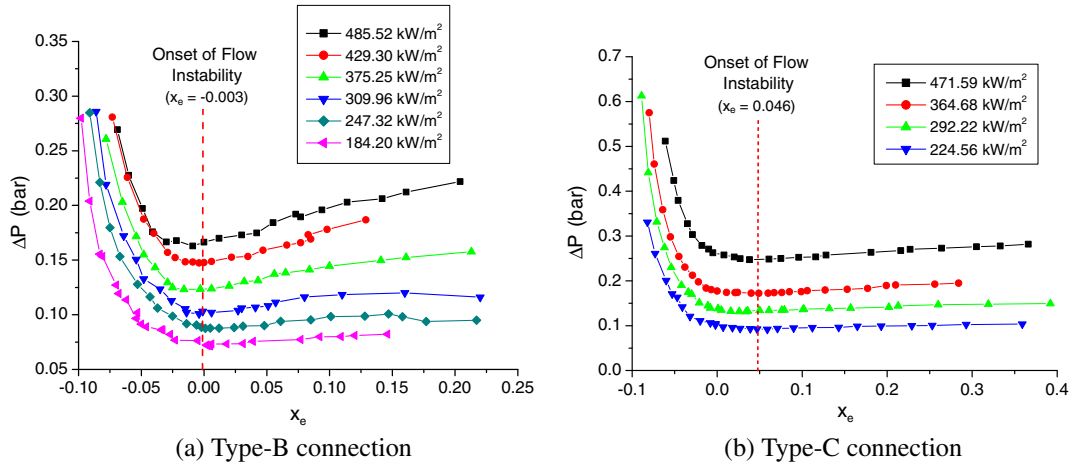 0.35
0.30
0.25
0.20
0.15
0.10
0.05
ΔP (bar)
-0.10
-0.05
0.00
0.05
0.10
0.15
0.20
0.25
x_e
Onset of Flow
Instability
(x_e = -0.003)
485.52 kW/m²
429.30 kW/m²
375.25 kW/m²
309.96 kW/m²
247.32 kW/m²
184.20 kW/m²
(a) Type-B connection
0.7
0.6
0.5
0.4
0.3
0.2
0.1
0.0
ΔP (bar)
-0.1
0.0
0.1
0.2
0.3
0.4
x_e
Onset of Flow
Instability
(x_e = 0.046)
471.59 kW/m²
364.68 kW/m²
292.22 kW/m²
224.56 kW/m²
(b) Type-C connection